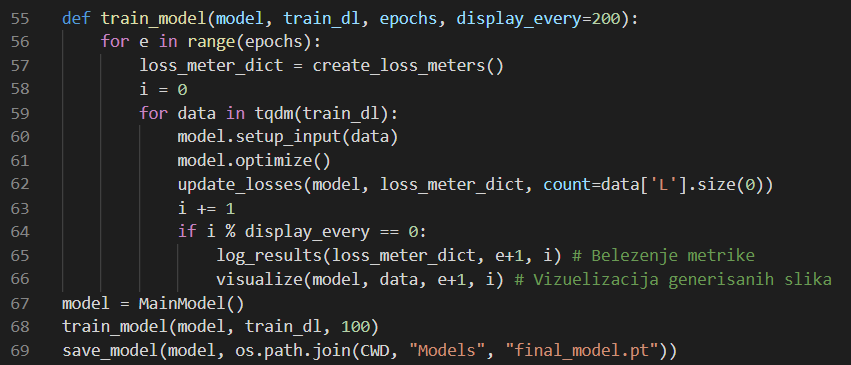 55 def train_model(model, train_dl, epochs, display_every=200):
56     for e in range(epochs):
57         loss_meter_dict = create_loss_meters()
58         i = 0
59         for data in tqdm(train_dl):
60             model.setup_input(data)
61             model.optimize()
62             update_losses(model, loss_meter_dict, count=data['L'].size(0))
63             i += 1
64             if i % display_every == 0:
65                 log_results(loss_meter_dict, e+1, i) # Belezenje metrike
66                 visualize(model, data, e+1, i) # Vizuelizacija generisanih slika
67 model = MainModel()
68 train_model(model, train_dl, 100)
69 save_model(model, os.path.join(CWD, "Models", "final_model.pt"))